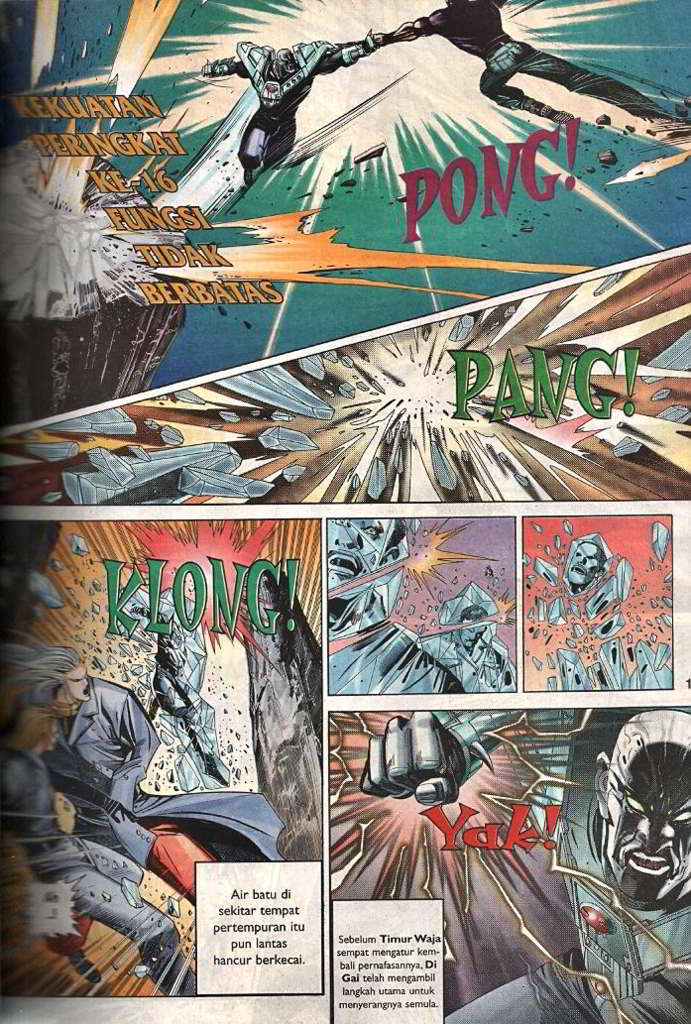 KEKUATAN
PERINGKAT
KE-16
FUNGSI
TIDAK
BERBATAS
PONG!
PANG!
KLONG!
Yak!
Air batu di
sekitar tempat
pertempuran itu
pun lantas
hancur berkecai.
Sebelum Timur Waja
sempat mengatur kem-
bali pernafasannya, Di
Gai telah mengambil
langkah utama untuk
menyerangnya semula.